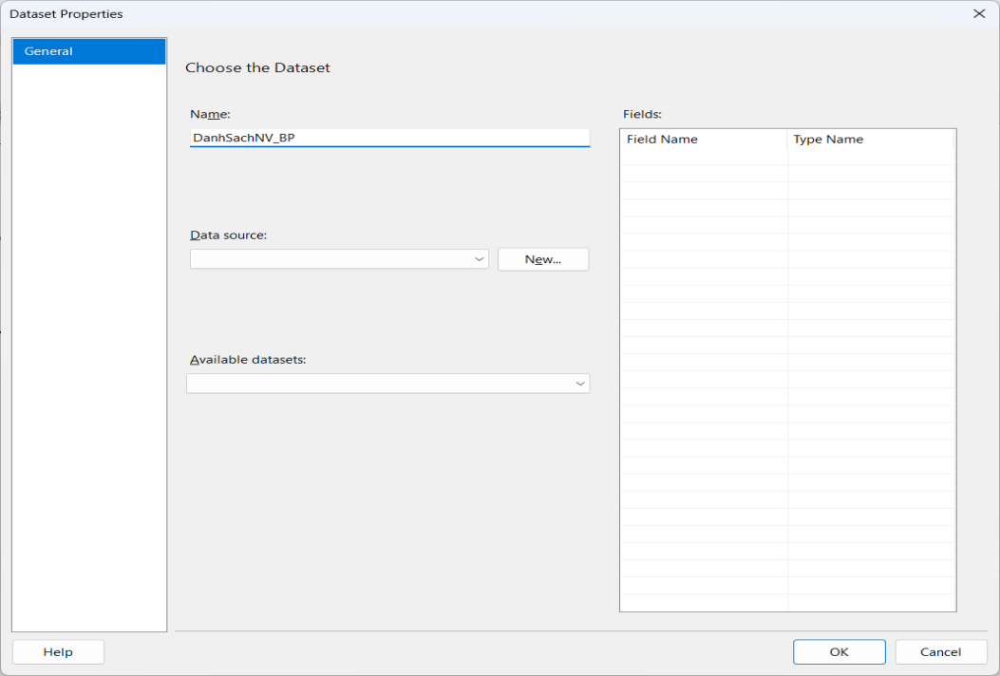 Dataset Properties
General
Choose the Dataset
Name:
DanhSachNV_BP
Data source:
New...
Available datasets:
Fields:
Field Name Type Name
Help
OK
Cancel